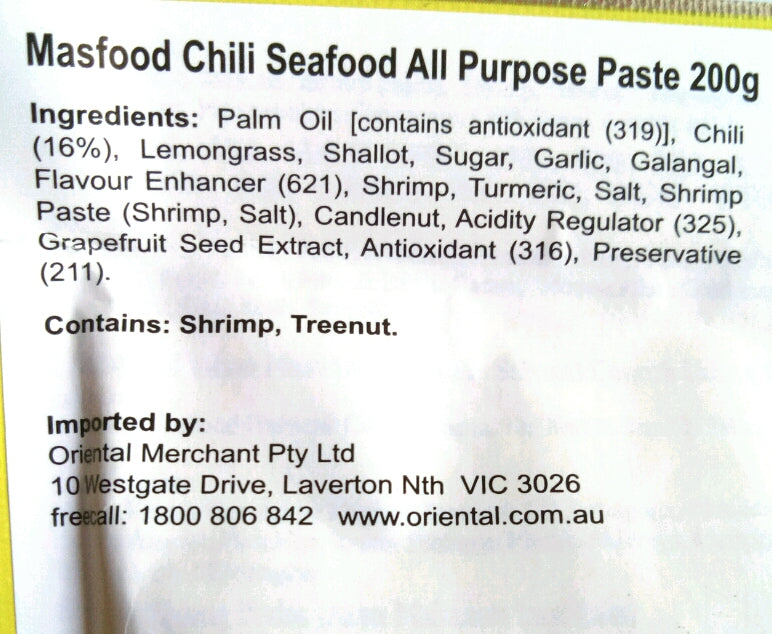 Masfood Chili Seafood All Purpose Paste 200g
Ingredients: Palm Oil [contains antioxidant (319)], Chili
(16%), Lemongrass, Shallot, Sugar, Garlic, Galangal,
Flavour Enhancer (621), Shrimp, Turmeric, Salt, Shrimp
Paste (Shrimp, Salt), Candlenut, Acidity Regulator (325),
Grapefruit Seed Extract, Antioxidant (316), Preservative
(211).
Contains: Shrimp, Treenut.
Imported by:
Oriental Merchant Pty Ltd
10 Westgate Drive, Laverton Nth VIC 3026
freecall: 1800 806 842 www.oriental.com.au